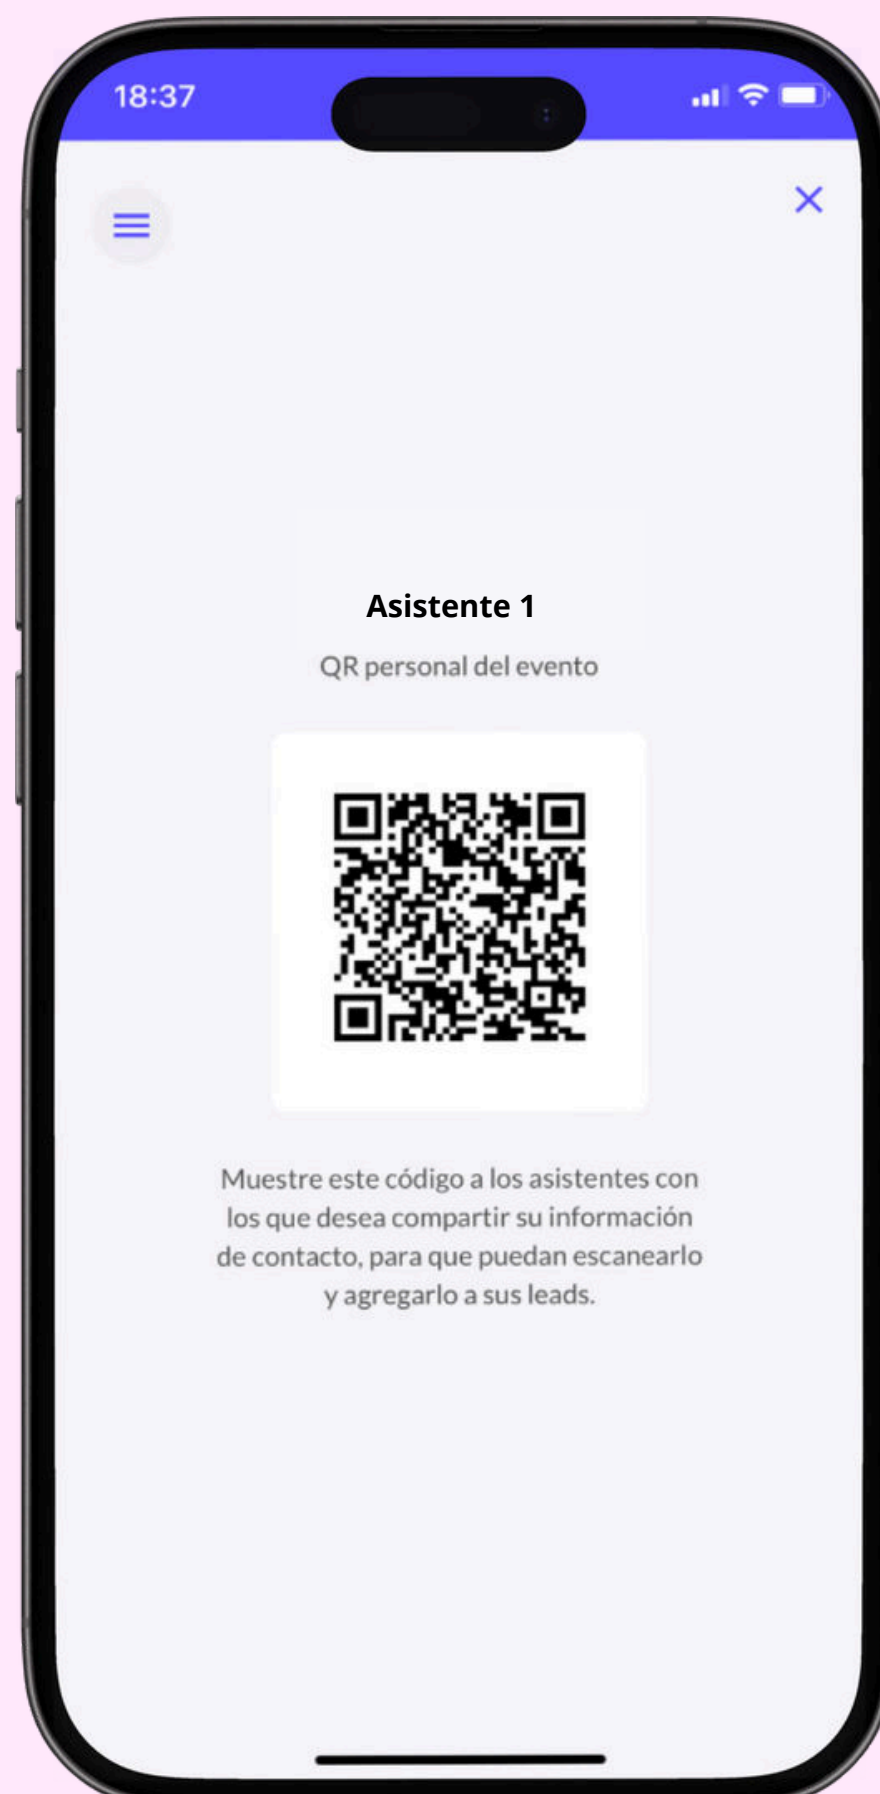 18:37
Asistente 1
QR personal del evento
Muestre este código a los asistentes con
los que desea compartir su información
de contacto, para que puedan escanearlo
y agregarlo a sus leads.